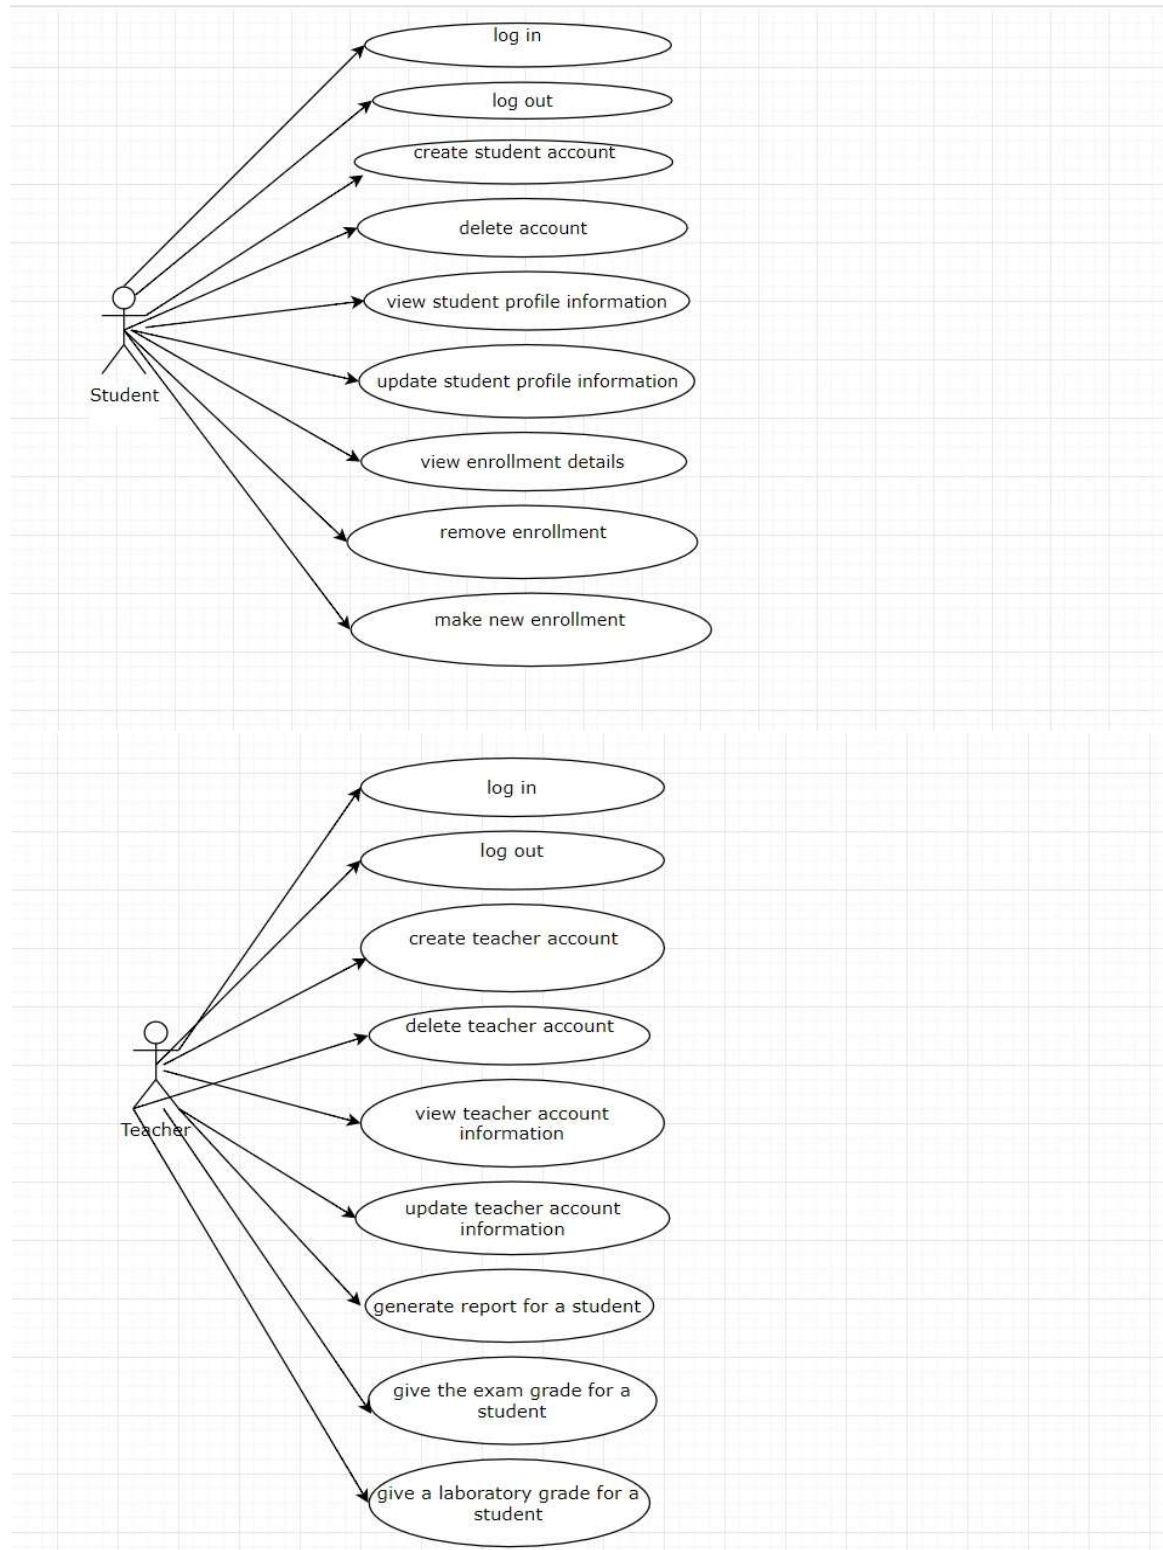 log in
log out
create student account
delete account
view student profile information
update student profile information
Student
view enrollment details
remove enrollment
make new enrollment
log in
log out
create teacher account
delete teacher account
view teacher account
information
Teacher
update teacher account
information
generate report for a student
give the exam grade for a
student
give a laboratory grade for a
student